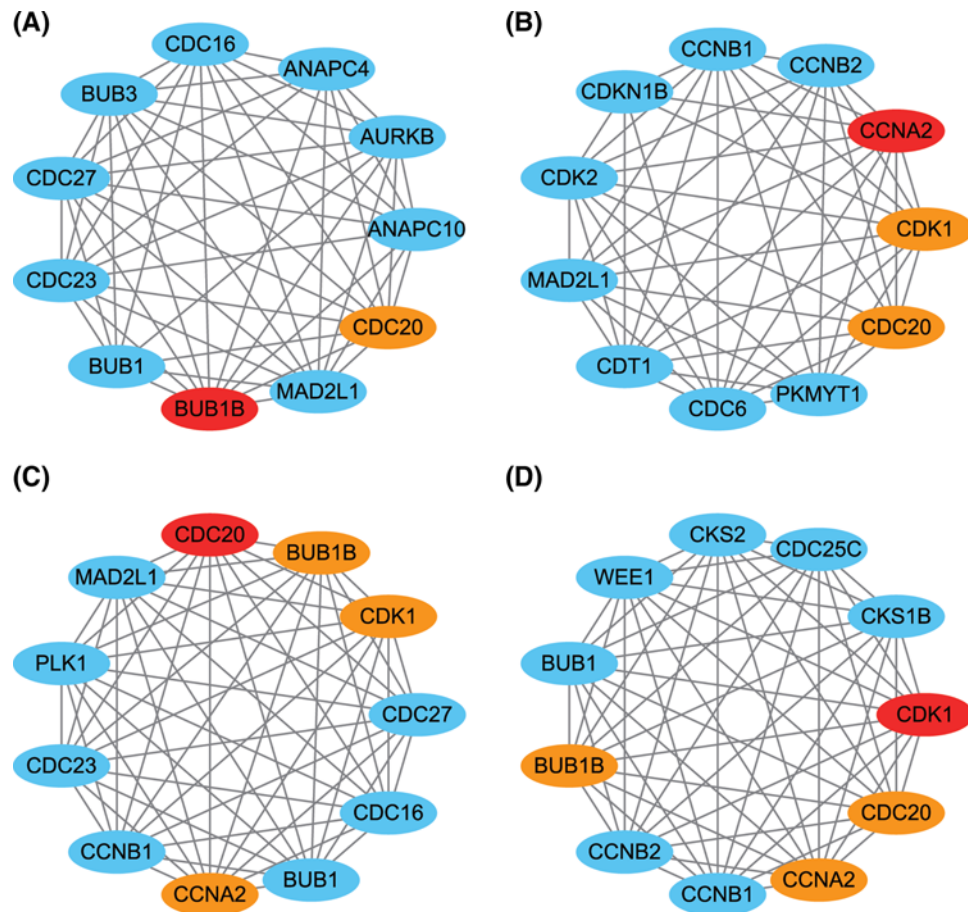 (A)
CDC16
ANAPC4
BUB3
AURKB
CDC27
ANAPC10
CDC23
CDC20
BUB1
MAD2L1
BUB1B
(B)
CCNB1
CCNB2
CDKN1B
CCNA2
CDK2
CDK1
MAD2L1
CDC20
CDT1
PKMYT1
CDC6
(C)
CDC20
BUB1B
MAD2L1
CDK1
PLK1
CDC27
CDC23
CDC16
CCNB1
BUB1
CCNA2
(D)
CKS2
CDC25C
WEE1
CKS1B
BUB1
CDK1
BUB1B
CDC20
CCNB2
CCNA2
CCNB1